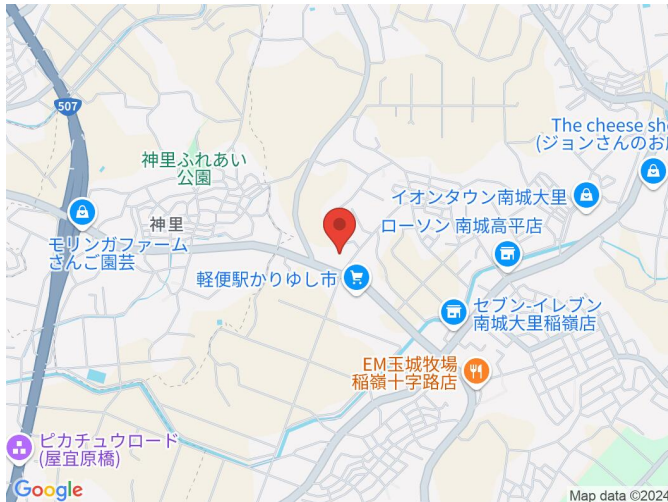 507
The cheese sh
(ジョンさんのお
神里ふれあい
公園
イオンタウン南城大里
神里
ローソン 南城高平店
モリンガファーム
さんご園芸
軽便駅かりゆし市
セブン-イレブン
南城大里稲嶺店
EM玉城牧場
稲嶺十字路店
ピカチュウロード
(屋宜原橋)
Google
Map data ©2024